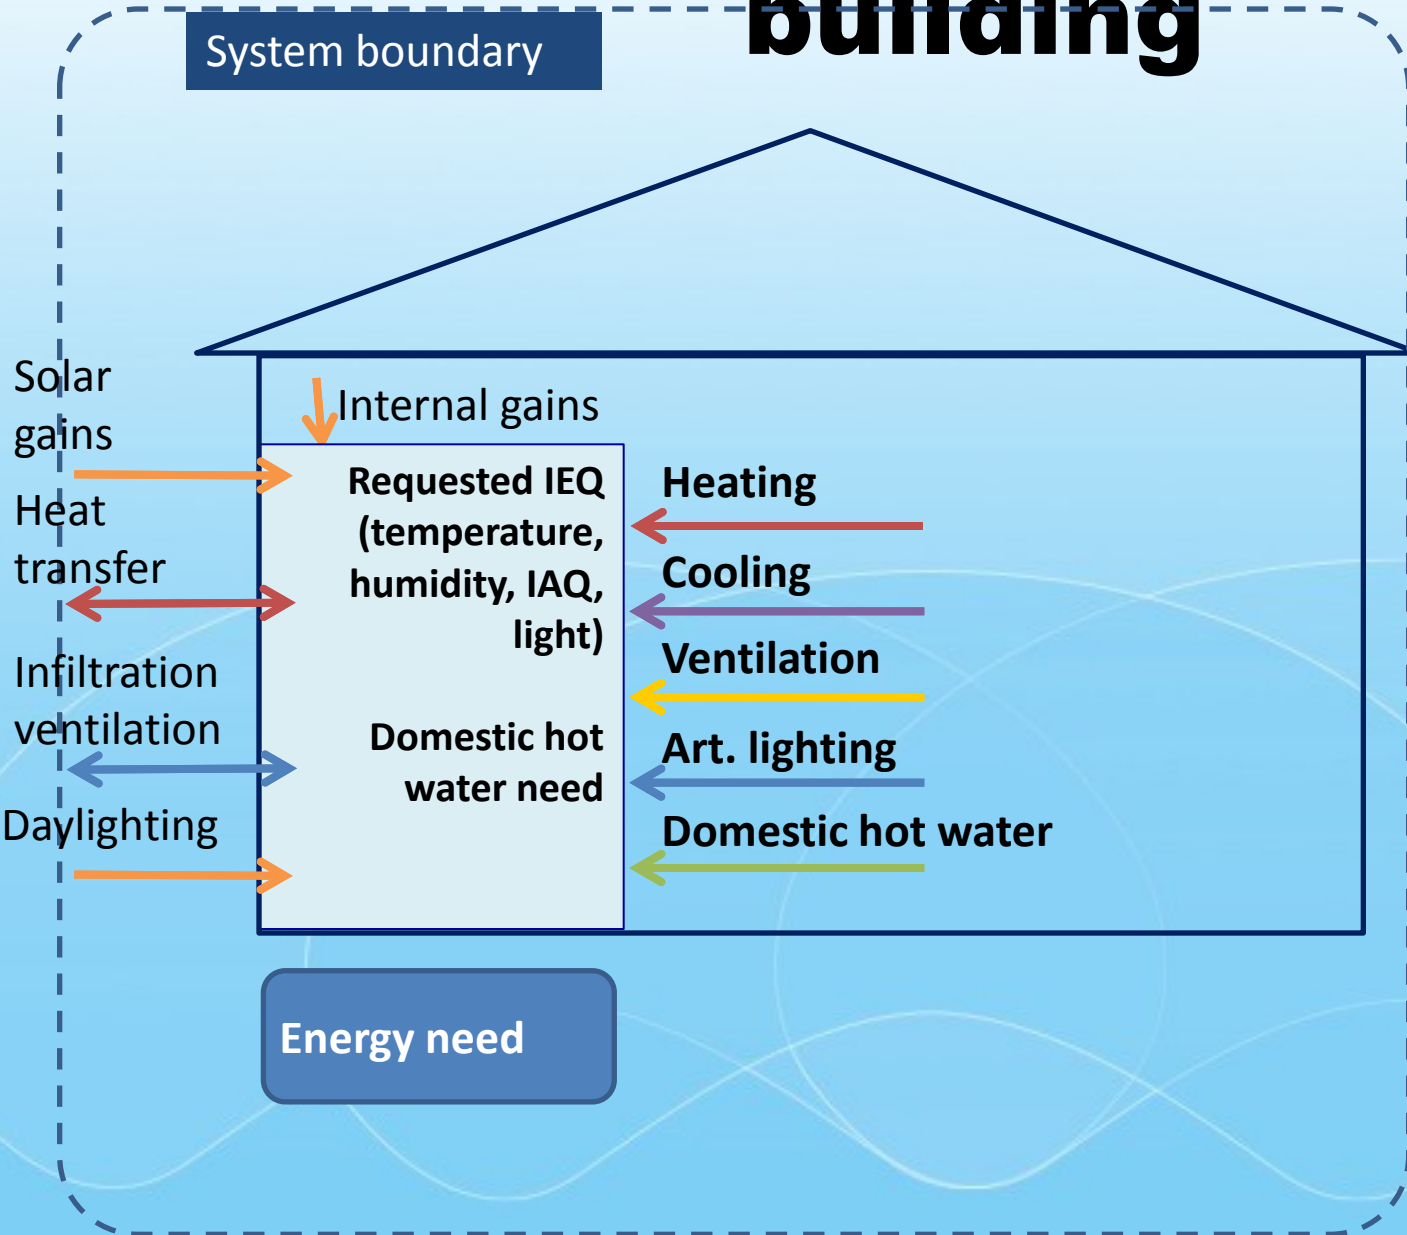 building
System boundary
Solar
gains
Internal gains
Heat
transfer
Infiltration
ventilation
Daylighting
Requested IEQ
(temperature,
humidity, IAQ,
light)
Domestic hot
water need
Heating
Cooling
Ventilation
Art. lighting
Domestic hot water
Energy need